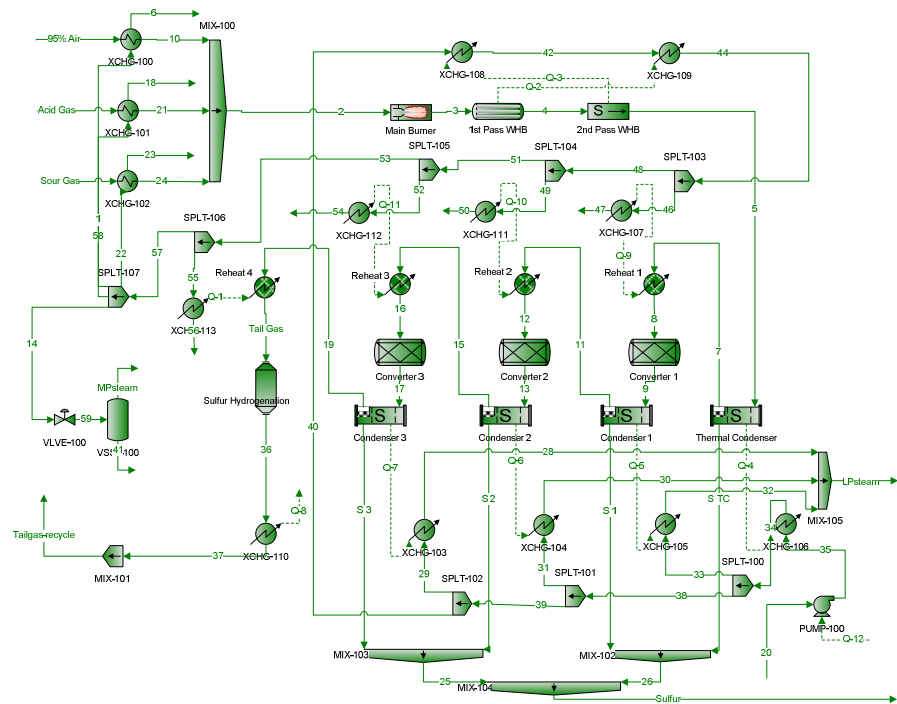 6
MIX-100
95% Air
10
XCHG-100
42
44
XCHG-108
XCHG-109
Q-3
Q-2
18
Acid Gas
21
XCHG-101
2
3
4
Main Burner
1st Pass WHB
S
2nd Pass WHB
23
Sour Gas
24
XCHG-102
SPLT-105
SPLT-104
SPLT-103
53
51
48
52
49
46
54
Q-11
50
Q-10
47
XCHG-112
XCHG-111
XCHG-107
5
1
58
22
SPLT-106
57
SPLT-107
55
Q-1
XCHG-113
56
Reheat 4
Reheat 3
Reheat 2
Reheat 1
Q-9
Tail Gas
14
19
16
15
12
11
8
7
Converter 3
Converter 2
Converter 1
17
13
9
MPsteam
59
VLVE-100
41
Sulfur Hydrogenation
S
S
S
S
Condenser 3
Condenser 2
Condenser 1
Thermal Condenser
40
36
Q-7
Q-6
Q-5
Q-4
28
30
32
LPsteam
MIX-105
S 3
S 2
S 1
S TC
Q-8
XCHG-110
XCHG-103
XCHG-104
XCHG-105
XCHG-106
34
35
Tailgas-recycle
37
MIX-101
29
31
33
SPLT-102
SPLT-101
SPLT-100
39
38
PUMP-100
Q-12
20
MIX-103
MIX-102
25
26
MIX-104
Sulfur